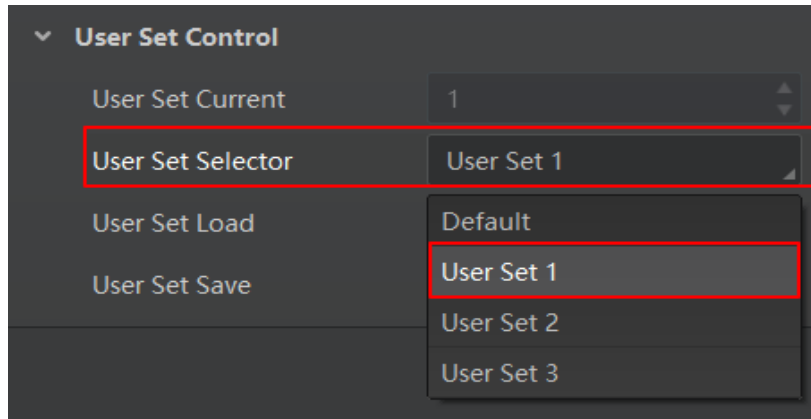 User Set Control
User Set Current 1
User Set Selector User Set 1
User Set Load Default
User Set 1
User Set Save
User Set 2
User Set 3